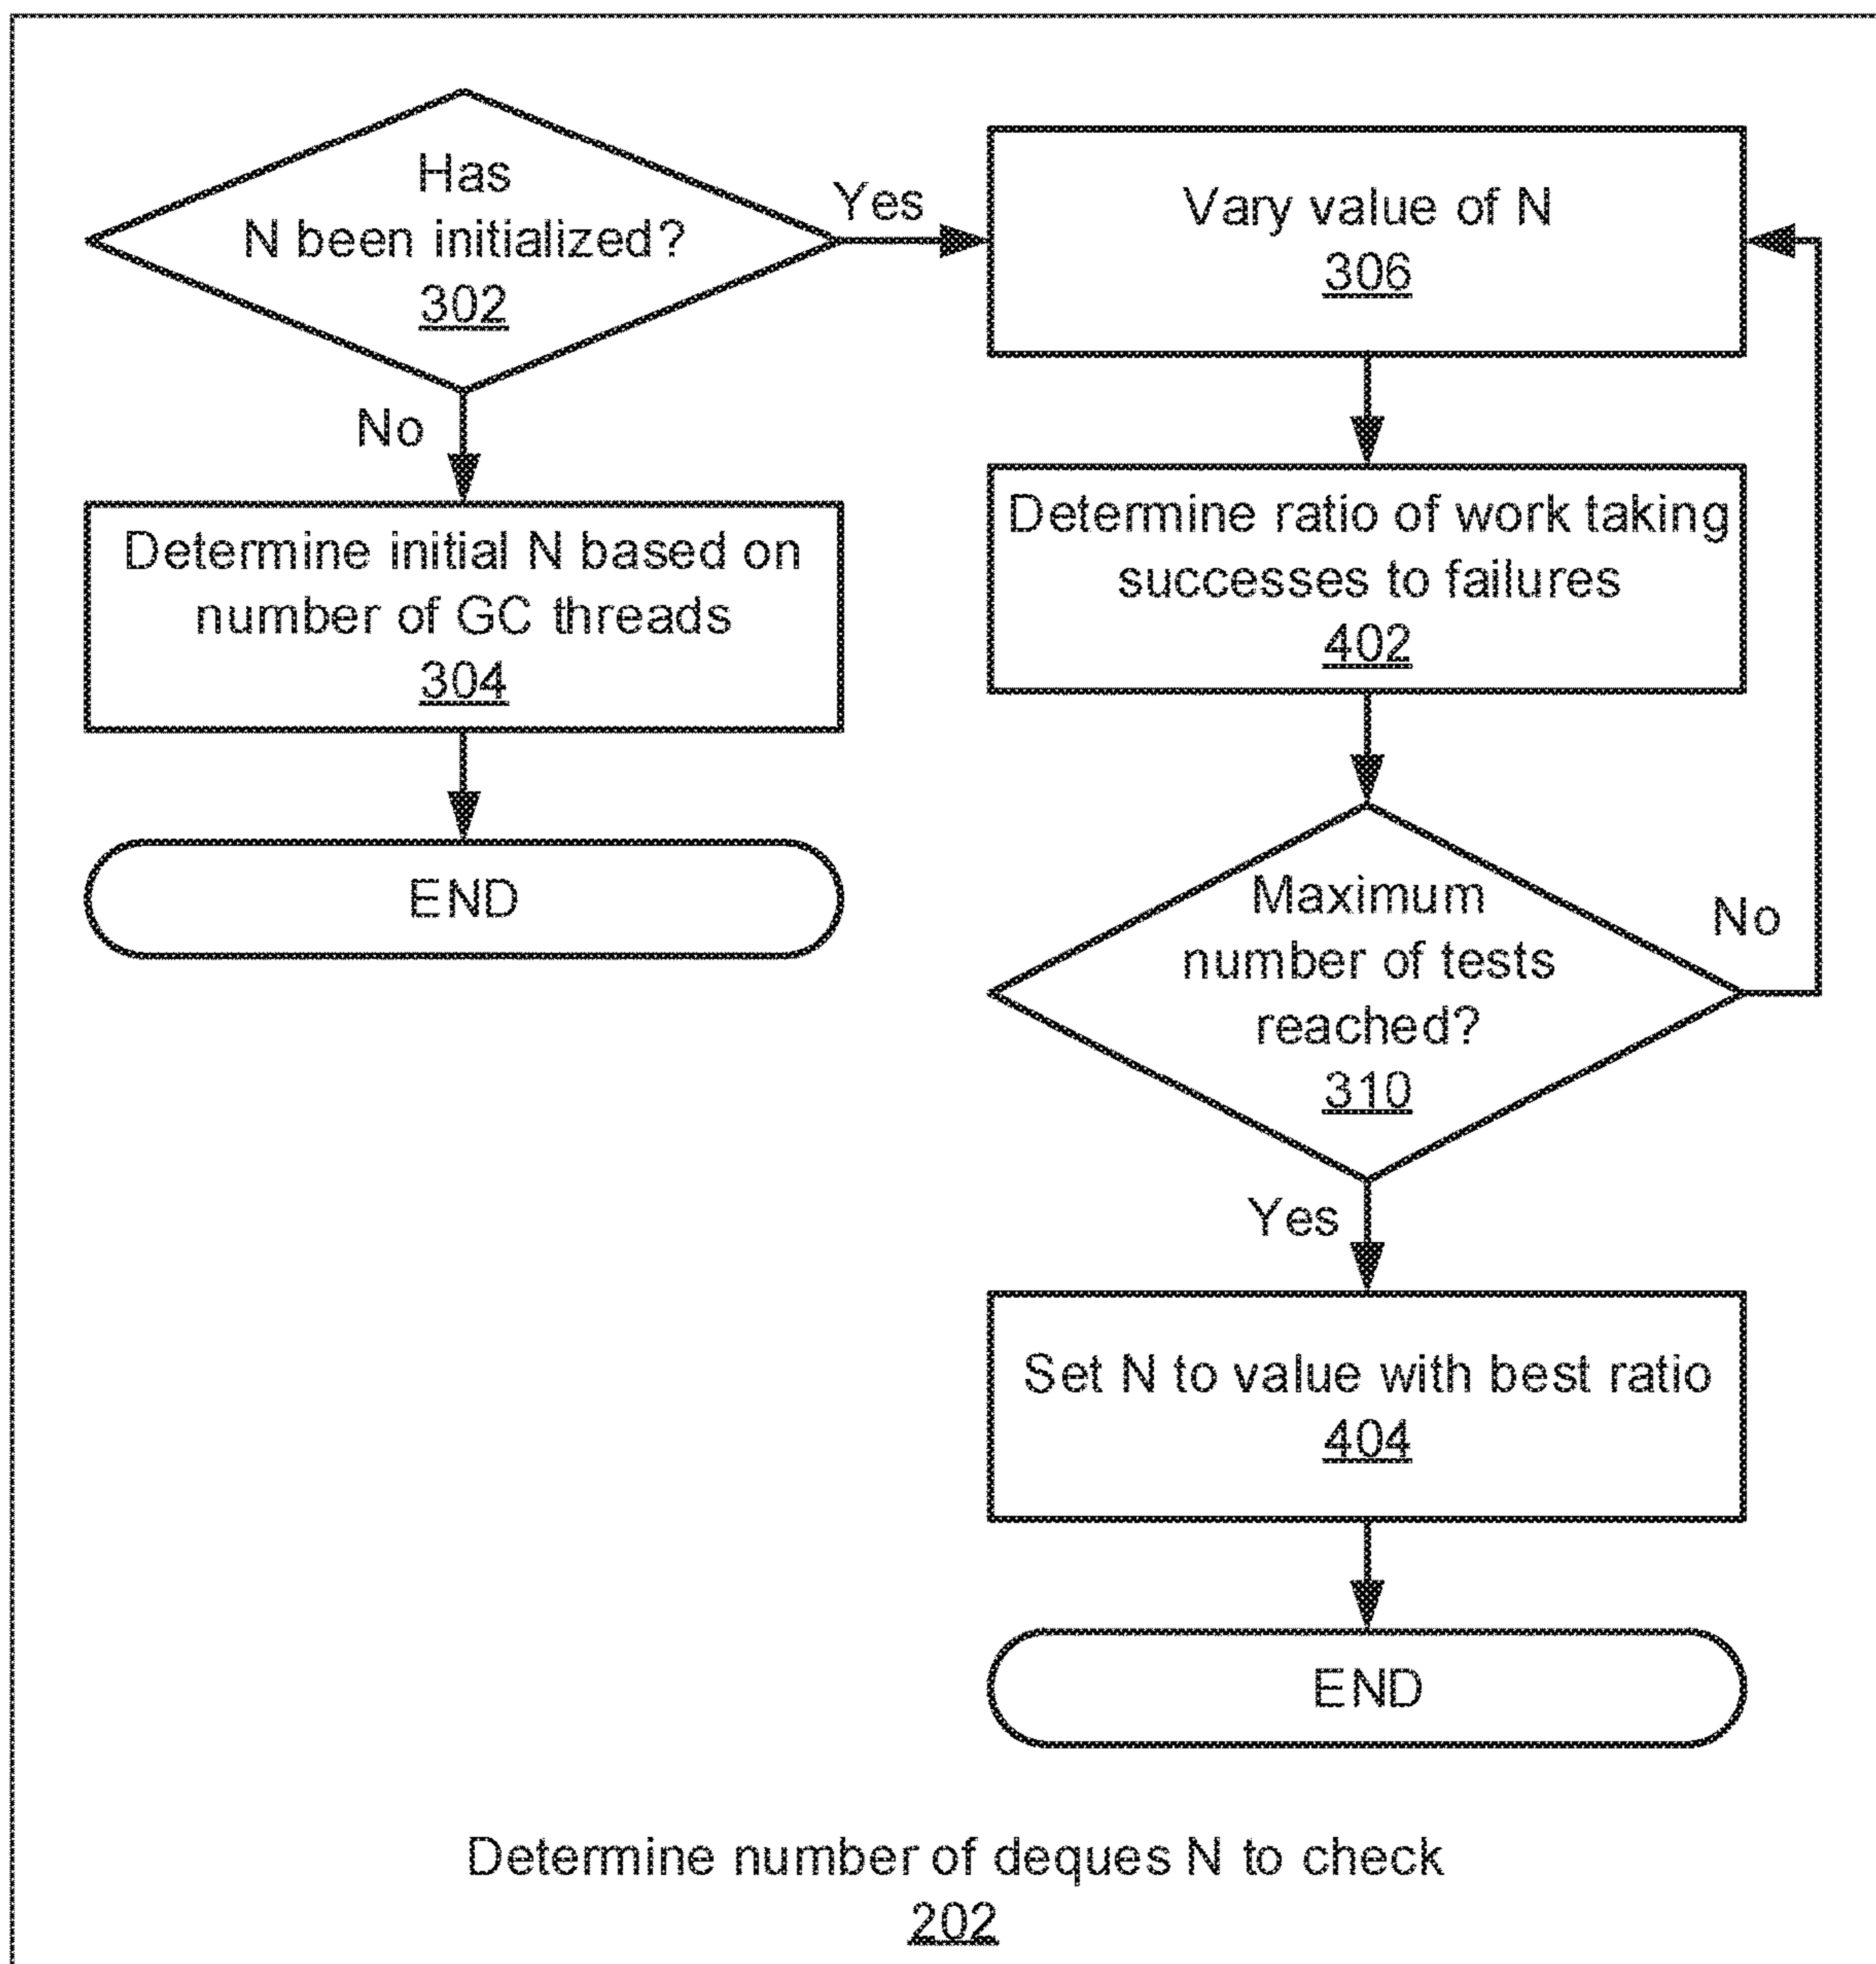 Has
N been initialized?
302
Yes
No
Determine initial N based on
number of GC threads
304
END
Vary value of N
306
Determine ratio of work taking
successes to failures
402
Maximum
number of tests
reached?
310
No
Yes
Set N to value with best ratio
404
END
Determine number of deques N to check
202